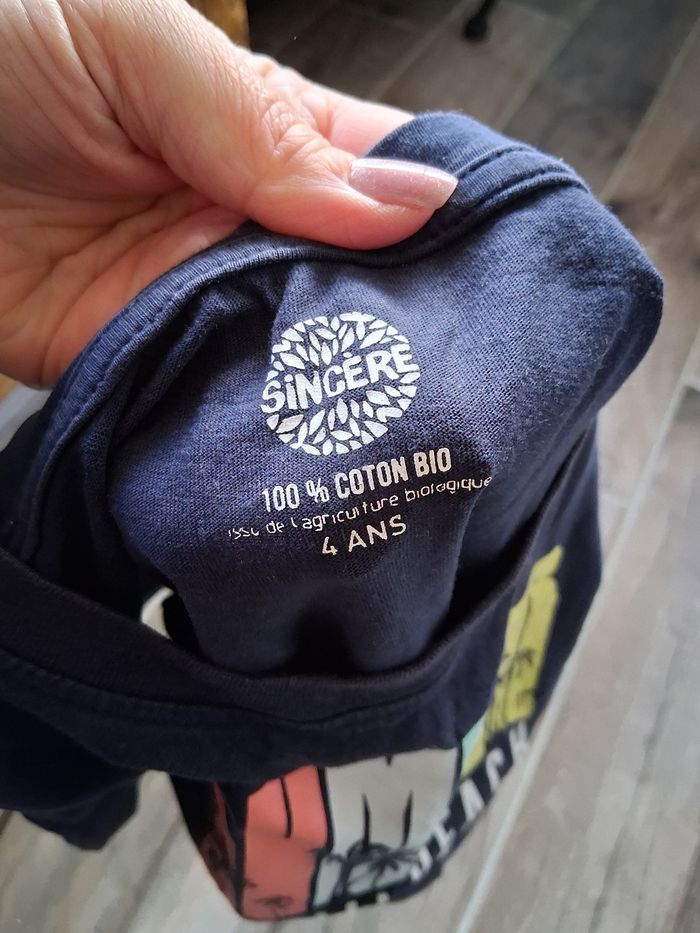 SiNCÈRE
100 % COTON BIO
issu de l'agriculture biologique
4 ANS